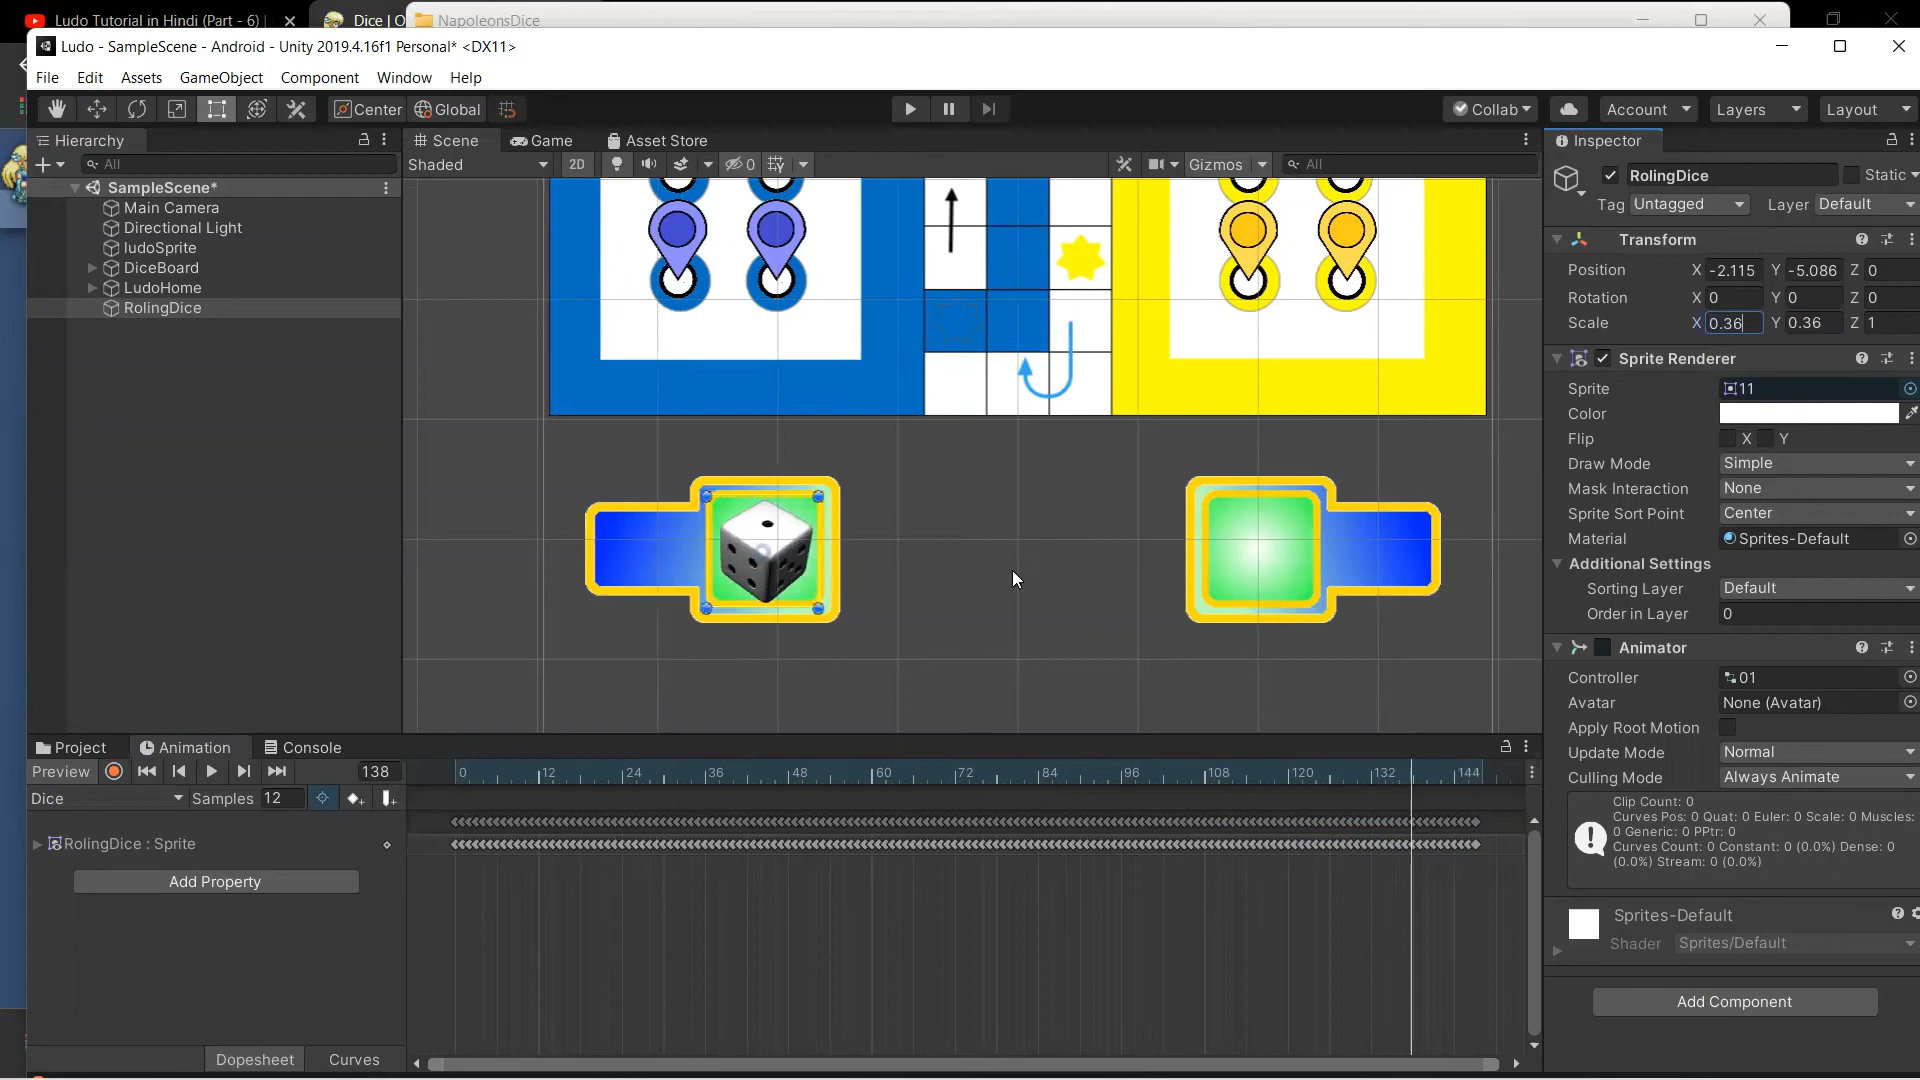 Ludo Tutorial in Hindi (Part - 6) |
Dice | O
NapoleonsDice
Ludo - SampleScene - Android - Unity 2019.4.16f1 Personal* <DX11>
File Edit Assets GameObject Component Window Help
Center Global Collab Account Layers Layout
Hierarchy
All
SampleScene*
Main Camera
Directional Light
ludoSprite
DiceBoard
LudoHome
RolingDice
Scene Game Asset Store
Shaded 2D 0 Gizmos All
Inspector
RolingDice Static
Tag Untagged Layer Default
Transform
Position X -2.115 Y -5.086 Z 0
Rotation X 0 Y 0 Z 0
Scale X 0.36 Y 0.36 Z 1
Sprite Renderer
Sprite 11
Color
Flip X Y
Draw Mode Simple
Mask Interaction None
Sprite Sort Point Center
Material Sprites-Default
Additional Settings
Sorting Layer Default
Order in Layer 0
Animator
Controller 01
Avatar None (Avatar)
Apply Root Motion
Update Mode Normal
Culling Mode Always Animate
Clip Count: 0
Curves Pos: 0 Quat: 0 Euler: 0 Scale: 0 Muscles:
0 Generic: 0 PPtr: 0
Curves Count: 0 Constant: 0 (0.0%) Dense: 0
(0.0%) Stream: 0 (0.0%)
Sprites-Default
Shader Sprites/Default
Add Component
Project Animation Console
Preview 138 0 12 24 36 48 60 72 84 96 108 120 132 144
Dice Samples 12
RolingDice : Sprite
Add Property
Dopesheet Curves